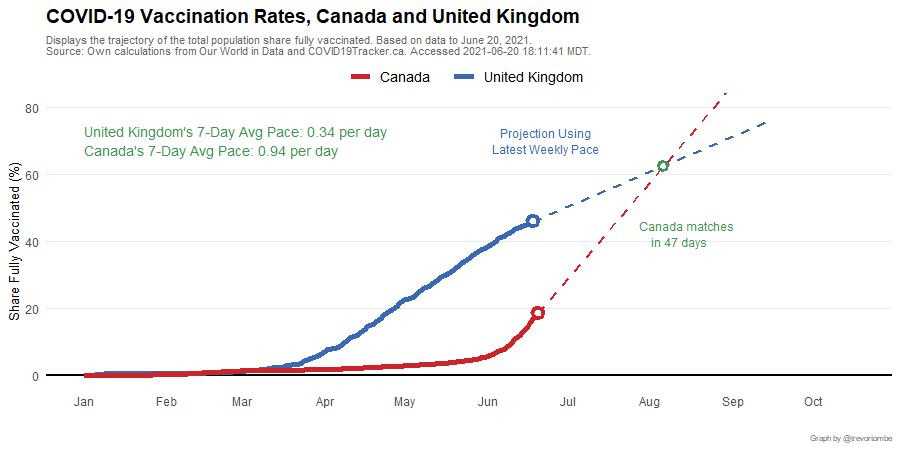 COVID-19 Vaccination Rates, Canada and United Kingdom
Displays the trajectory of the total population share fully vaccinated. Based on data to June 20, 2021.
Source: Own calculations from Our World in Data and COVID19Tracker.ca. Accessed 2021-06-20 18:11:41 MDT.
Canada
United Kingdom
United Kingdom's 7-Day Avg Pace: 0.34 per day
Canada's 7-Day Avg Pace: 0.94 per day
Projection Using
Latest Weekly Pace
Canada matches
in 47 days
Share Fully Vaccinated (%)
80
60
40
20
0
Jan
Feb
Mar
Apr
May
Jun
Jul
Aug
Sep
Oct
Graph by @trevortombe